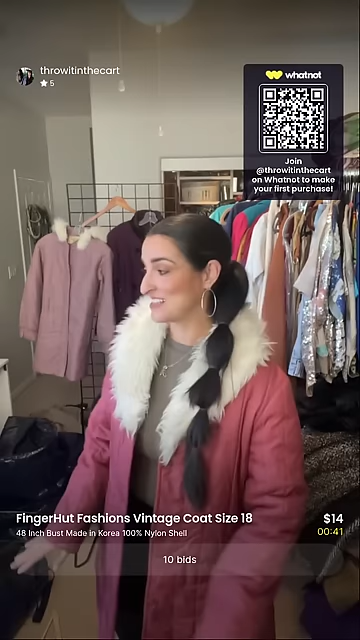 throwitinthecart
★ 5
whatnot
Join
@throwitinthecart
on Whatnot to make
your first purchase!
FingerHut Fashions Vintage Coat Size 18
$14
48 Inch Bust Made in Korea 100% Nylon Shell
00:41
10 bids